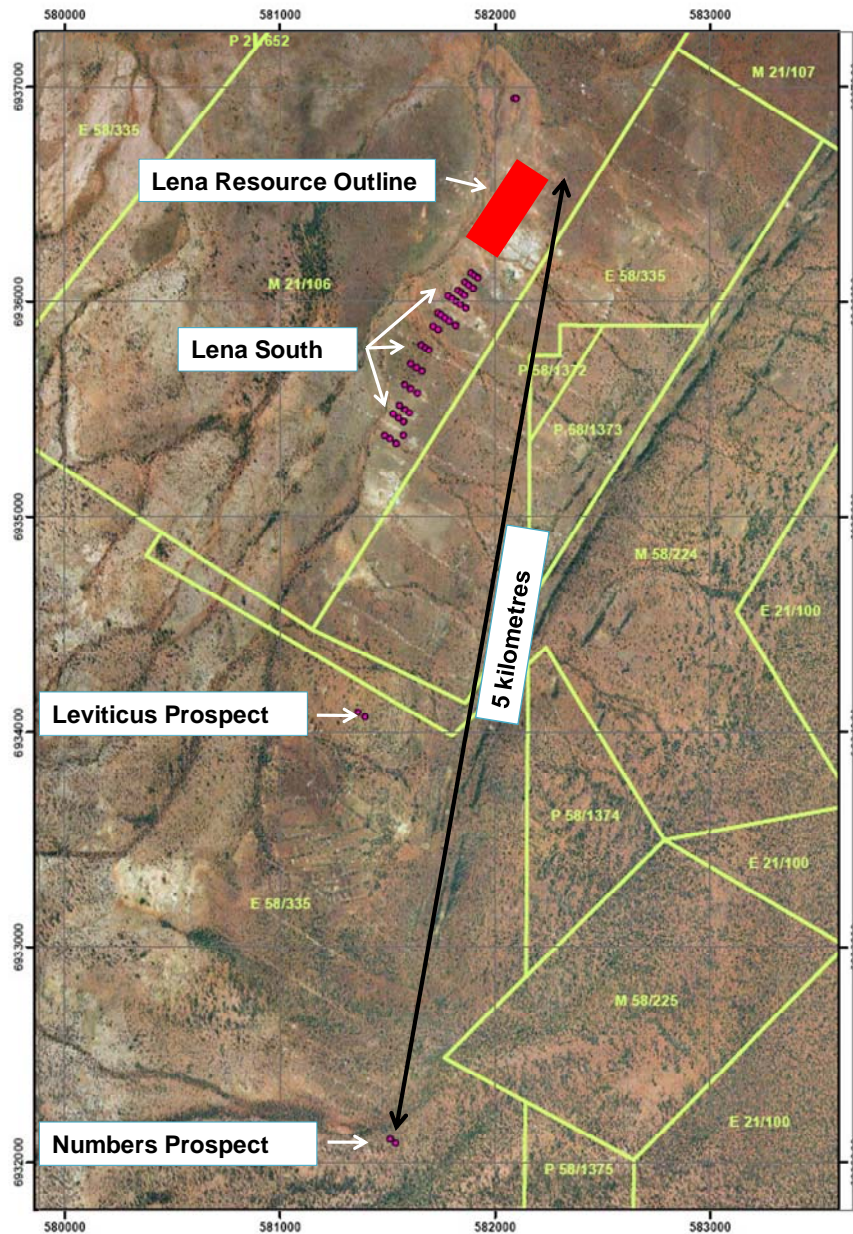 580000
581000
582000
583000
6937000
6936000
6935000
6934000
6933000
6932000
M 21/107
E 58/335
Lena Resource Outline
M 21/106
E 58/335
Lena South
P 58/1372
P 58/1373
5 kilometres
M 58/224
E 21/100
Leviticus Prospect
P 58/1374
E 21/100
E 58/335
M 58/225
E 21/100
Numbers Prospect
P 58/1375
580000
581000
582000
583000